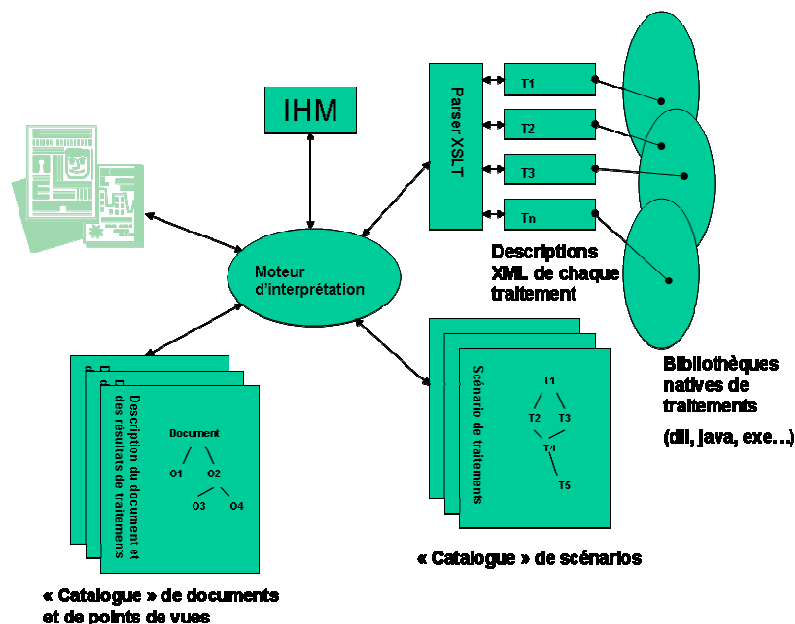 IHM
Parser XSLT
T1
T2
T3
Tn
Descriptions
XML de chaque
traitement
Moteur
d'interprétation
Bibliothèques
natives de
traitements
(dll, java, exe...)
Description du document et
des résultats de traitements
Document
O1
O2
O3
O4
« Catalogue » de documents
et de points de vues
Scénario de traitements
T1
T2
T3
T4
T5
« Catalogue » de scénarios